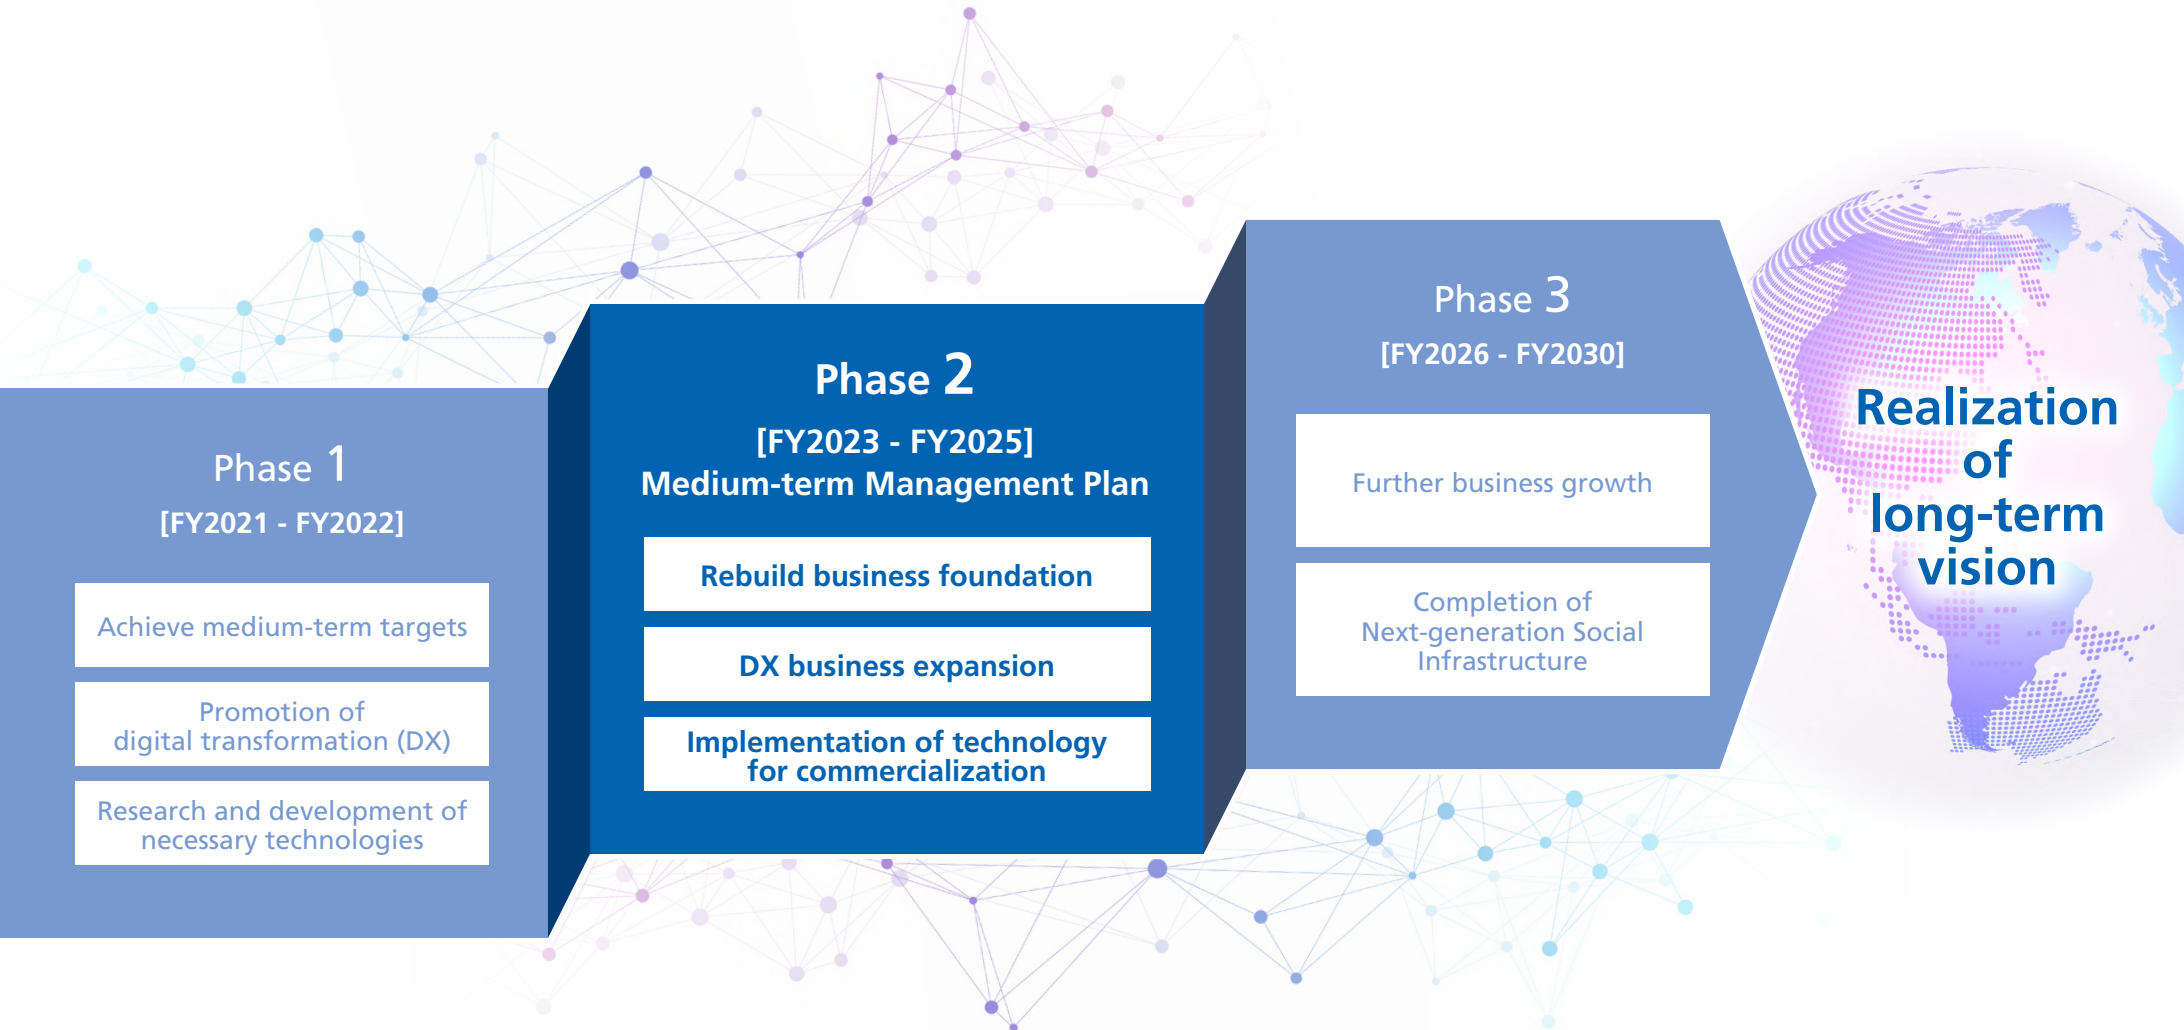 Phase 1
[FY2021 - FY2022]
Achieve medium-term targets
Promotion of
digital transformation (DX)
Research and development of
necessary technologies
Phase 2
[FY2023 - FY2025]
Medium-term Management Plan
Rebuild business foundation
DX business expansion
Implementation of technology
for commercialization
Phase 3
[FY2026 - FY2030]
Further business growth
Completion of
Next-generation Social
Infrastructure
Realization
of
long-term
vision